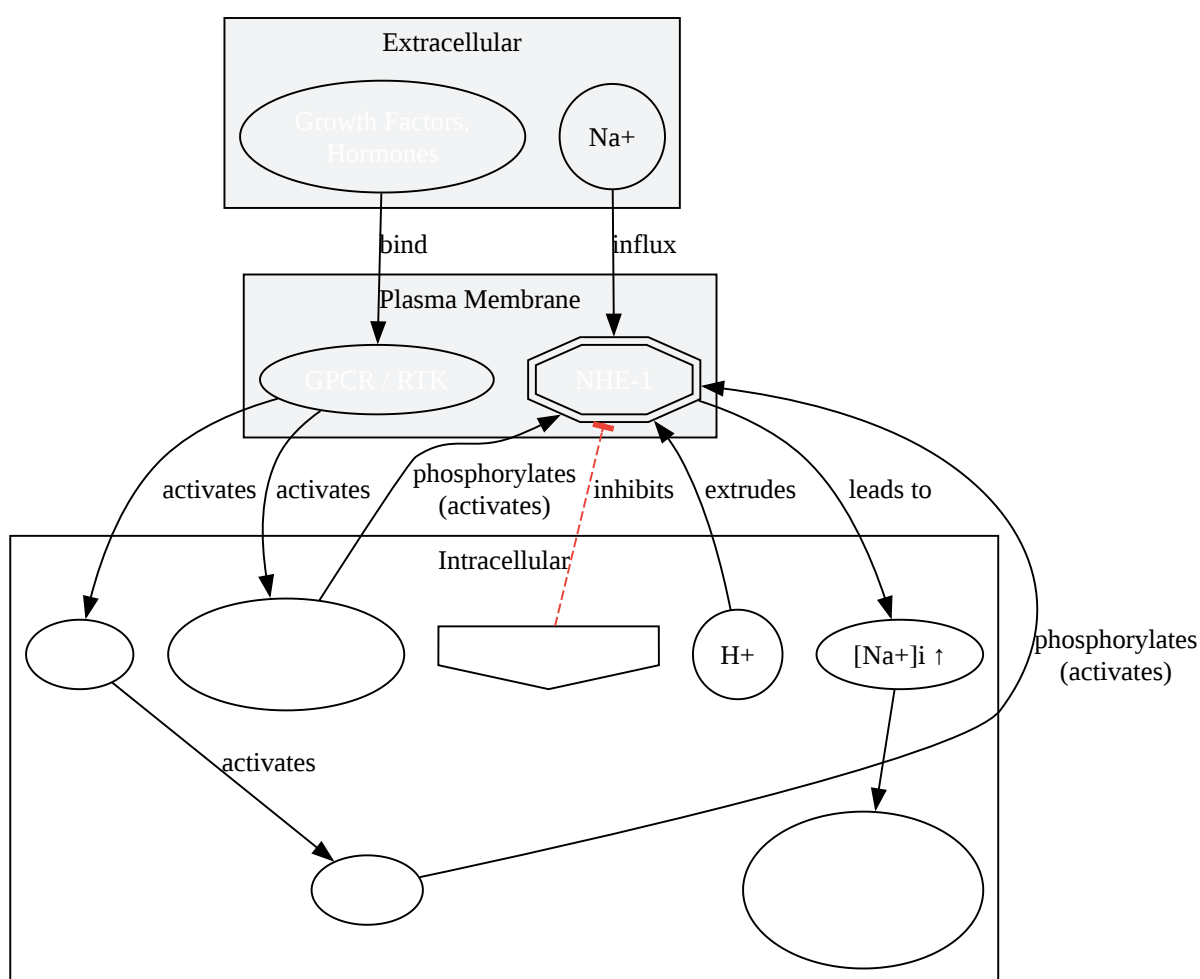 Extracellular
Growth Factors,
Hormones
Na+
bind
influx
Plasma Membrane
GPCR / RTK
NHE-1
activates
activates
phosphorylates
(activates)
inhibits
extrudes
leads to
Intracellular
H+
[Na+]i ↑
phosphorylates
(activates)
activates